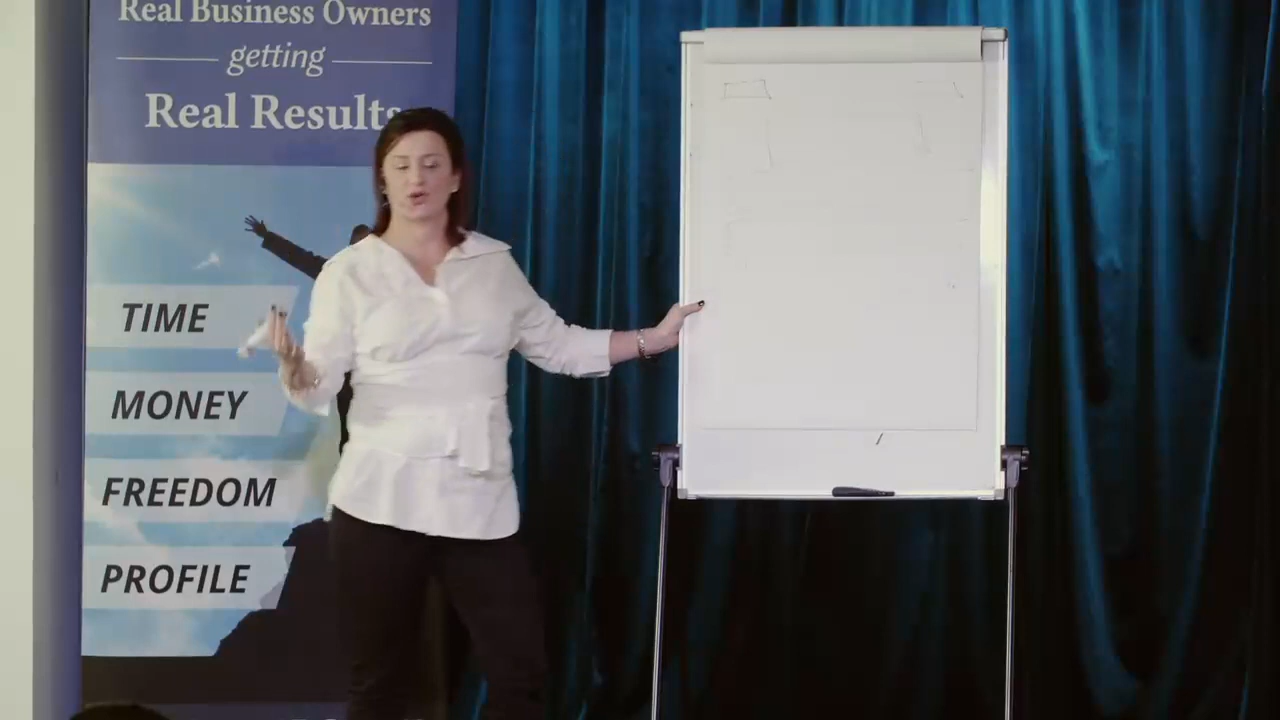 Real Business Owners
getting
Real Results
TIME
MONEY
FREEDOM
PROFILE